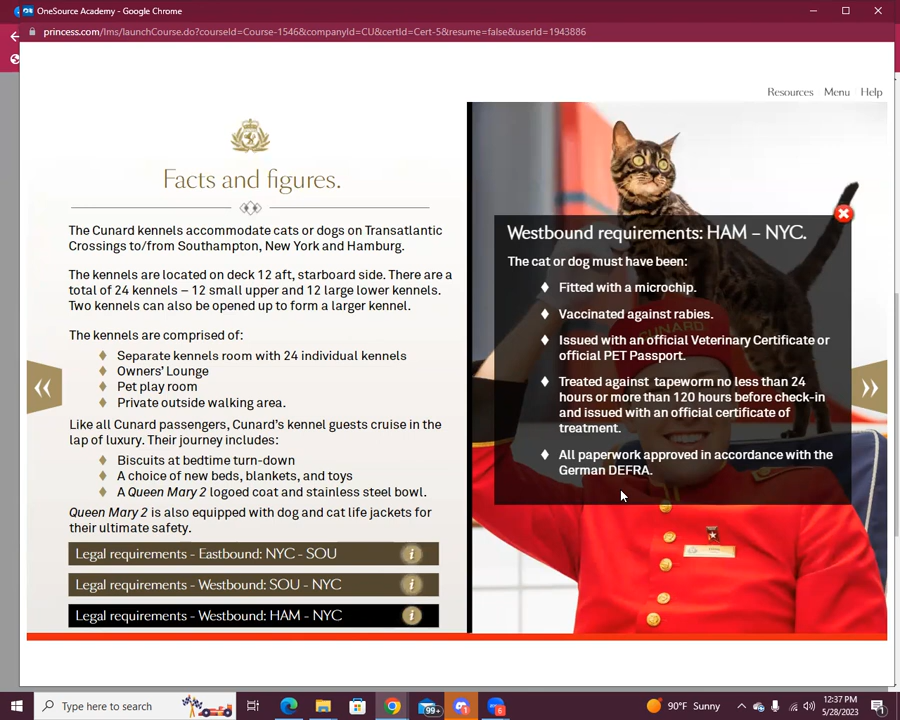 OneSource Academy - Google Chrome
princess.com/lms/launchCourse.do?courseId=Course-1546&companyId=CU&certId=Cert-5&resume=false&userId=1943886
Resources Menu Help
Facts and figures.
The Cunard kennels accommodate cats or dogs on Transatlantic
Crossings to/from Southampton, New York and Hamburg.
The kennels are located on deck 12 aft, starboard side. There are a
total of 24 kennels – 12 small upper and 12 large lower kennels.
Two kennels can also be opened up to form a larger kennel.
The kennels are comprised of:
Separate kennels room with 24 individual kennels
Owners' Lounge
Pet play room
Private outside walking area.
Like all Cunard passengers, Cunard's kennel guests cruise in the
lap of luxury. Their journey includes:
Biscuits at bedtime turn-down
A choice of new beds, blankets, and toys
A Queen Mary 2 logoed coat and stainless steel bowl.
Queen Mary 2 is also equipped with dog and cat life jackets for
their ultimate safety.
Legal requirements - Eastbound: NYC - SOU i
Legal requirements - Westbound: SOU - NYC i
Legal requirements - Westbound: HAM - NYC i
Westbound requirements: HAM – NYC.
The cat or dog must have been:
Fitted with a microchip.
Vaccinated against rabies.
Issued with an official Veterinary Certificate or
official PET Passport.
Treated against tapeworm no less than 24
hours or more than 120 hours before check-in
and issued with an official certificate of
treatment.
All paperwork approved in accordance with the
German DEFRA.
CUNARD
Type here to search
99+
1
6
90°F Sunny
12:37 PM
5/28/2023